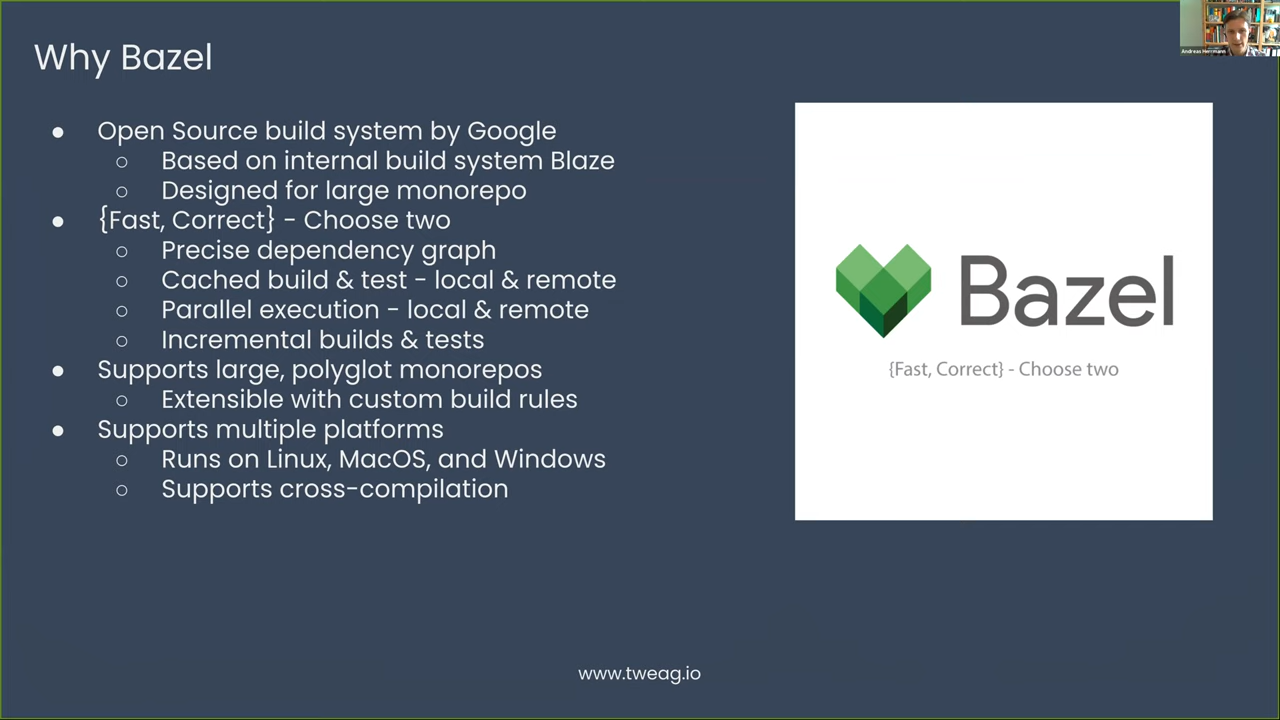 Why Bazel
Andreas Herrmann
● Open Source build system by Google
○ Based on internal build system Blaze
○ Designed for large monorepo
● {Fast, Correct} - Choose two
○ Precise dependency graph
○ Cached build & test - local & remote
○ Parallel execution - local & remote
○ Incremental builds & tests
● Supports large, polyglot monorepos
○ Extensible with custom build rules
● Supports multiple platforms
○ Runs on Linux, MacOS, and Windows
○ Supports cross-compilation
Bazel
{Fast, Correct} - Choose two
www.tweag.io